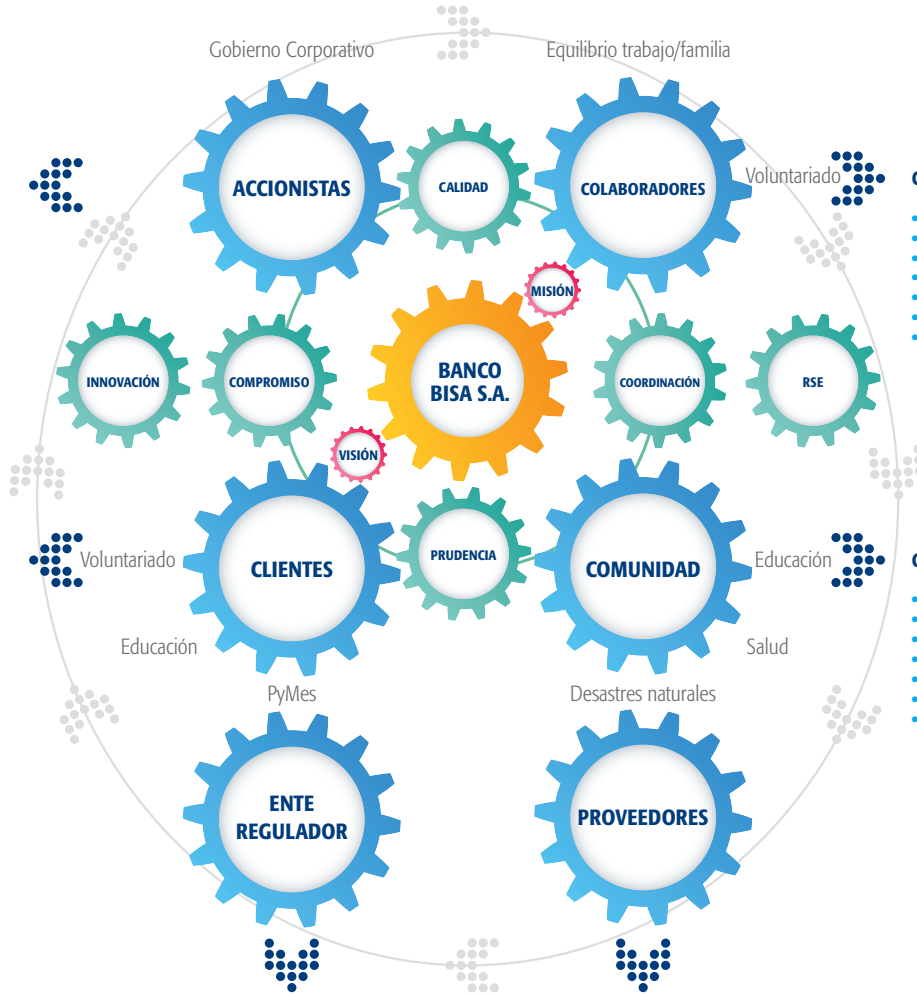 Gobierno Corporativo
Equilibrio trabajo/familia
ACCIONISTAS
CALIDAD
COLABORADORES
Voluntariado
MISIÓN
INNOVACIÓN
COMPROMISO
BANCO
BISA S.A.
COORDINACIÓN
RSE
VISIÓN
Voluntariado
CLIENTES
PRUDENCIA
COMUNIDAD
Educación
Educación
Salud
PyMes
Desastres naturales
ENTE
REGULADOR
PROVEEDORES